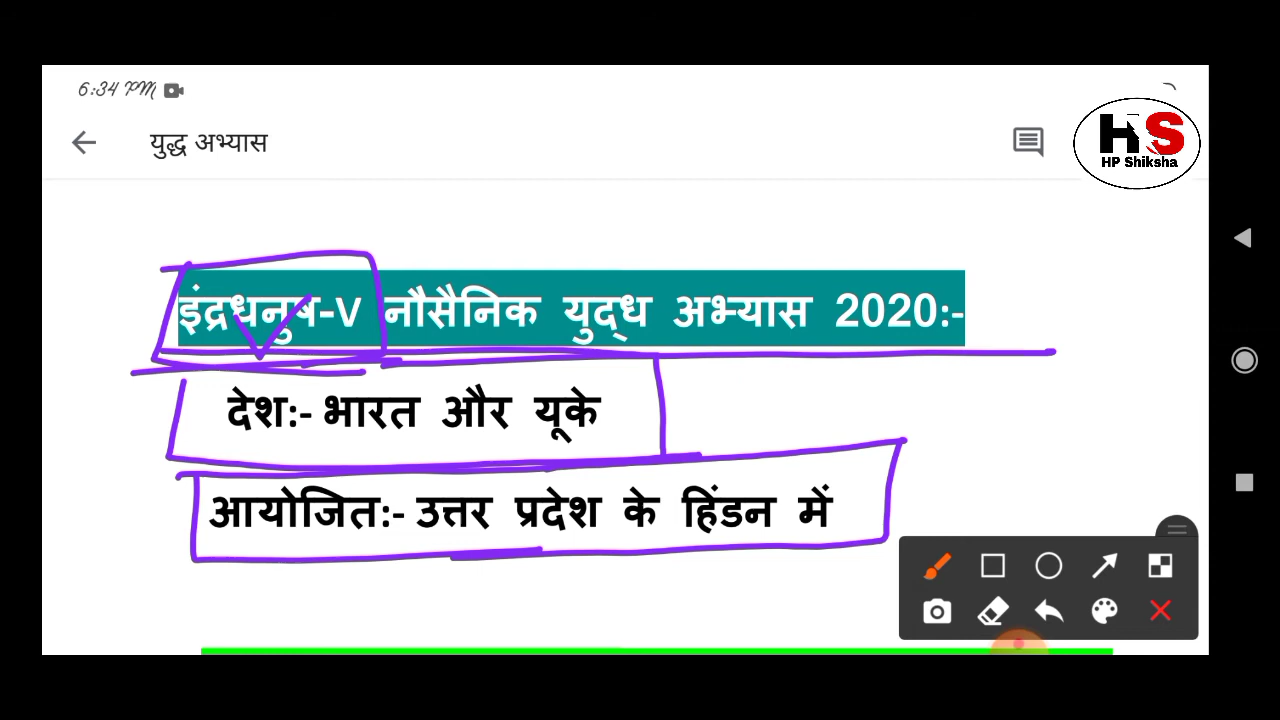 6:34 PM
युद्ध अभ्यास
HS
HP Shiksha
इंद्रधनुष-V नौसैनिक युद्ध अभ्यास 2020:-
देश:- भारत और यूके
आयोजित:- उत्तर प्रदेश के हिंडन में